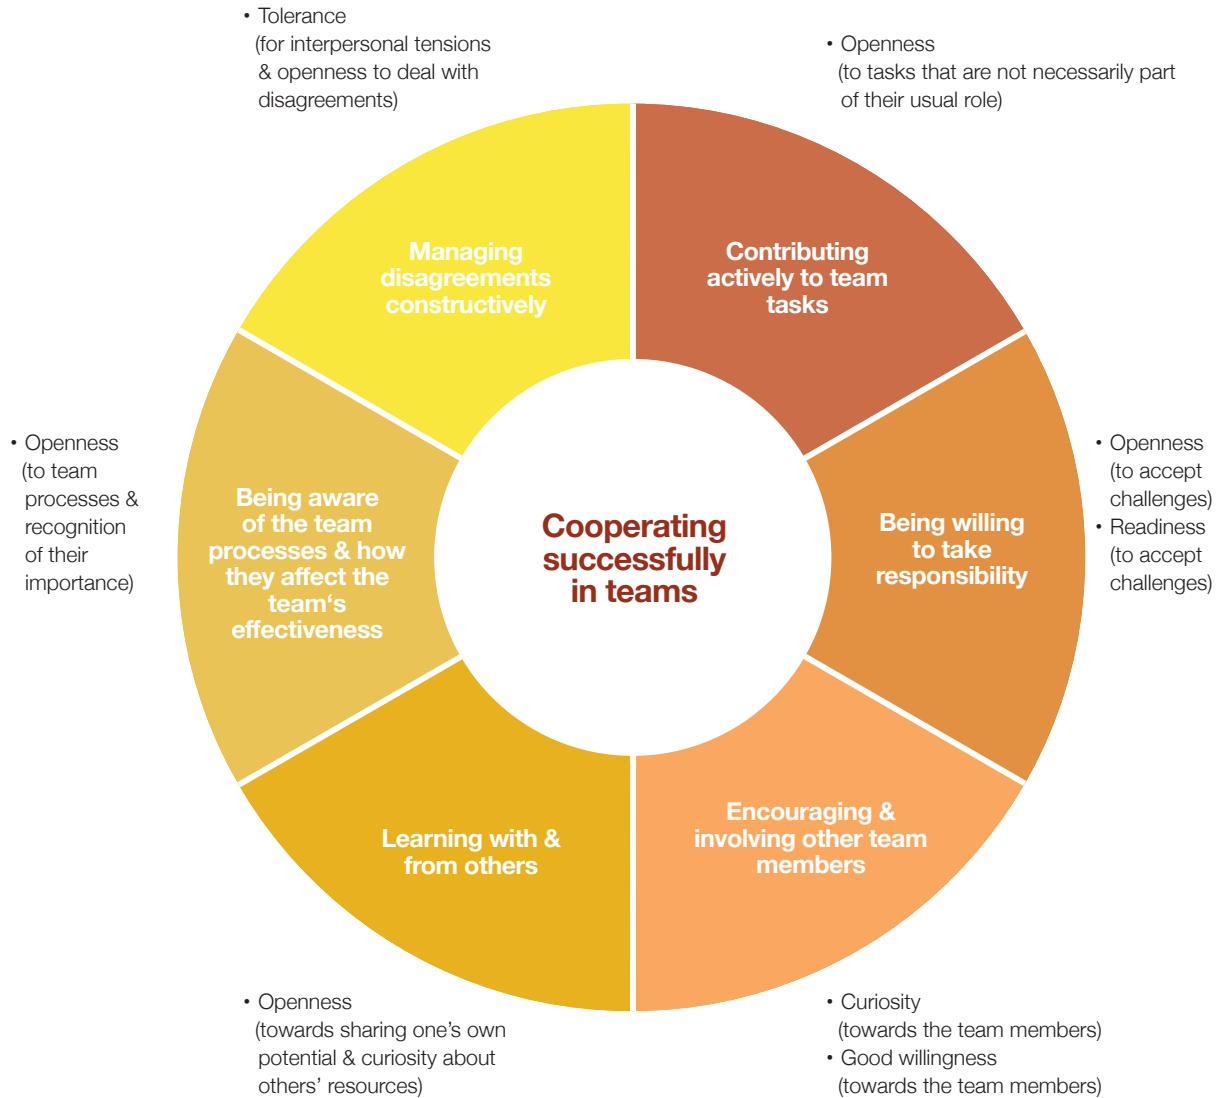 • Tolerance
(for interpersonal tensions
& openness to deal with
disagreements)
• Openness
(to tasks that are not necessarily part
of their usual role)
Managing
disagreements
constructively
Contributing
actively to team
tasks
• Openness
(to team
processes &
recognition
of their
importance)
Being aware
of the team
processes & how
they affect the
team‘s
effectiveness
Cooperating
successfully
in teams
Being willing
to take
responsibility
• Openness
(to accept
challenges)
• Readiness
(to accept
challenges)
Learning with &
from others
Encouraging &
involving other team
members
• Openness
(towards sharing one’s own
potential & curiosity about
others’ resources)
• Curiosity
(towards the team members)
• Good willingness
(towards the team members)